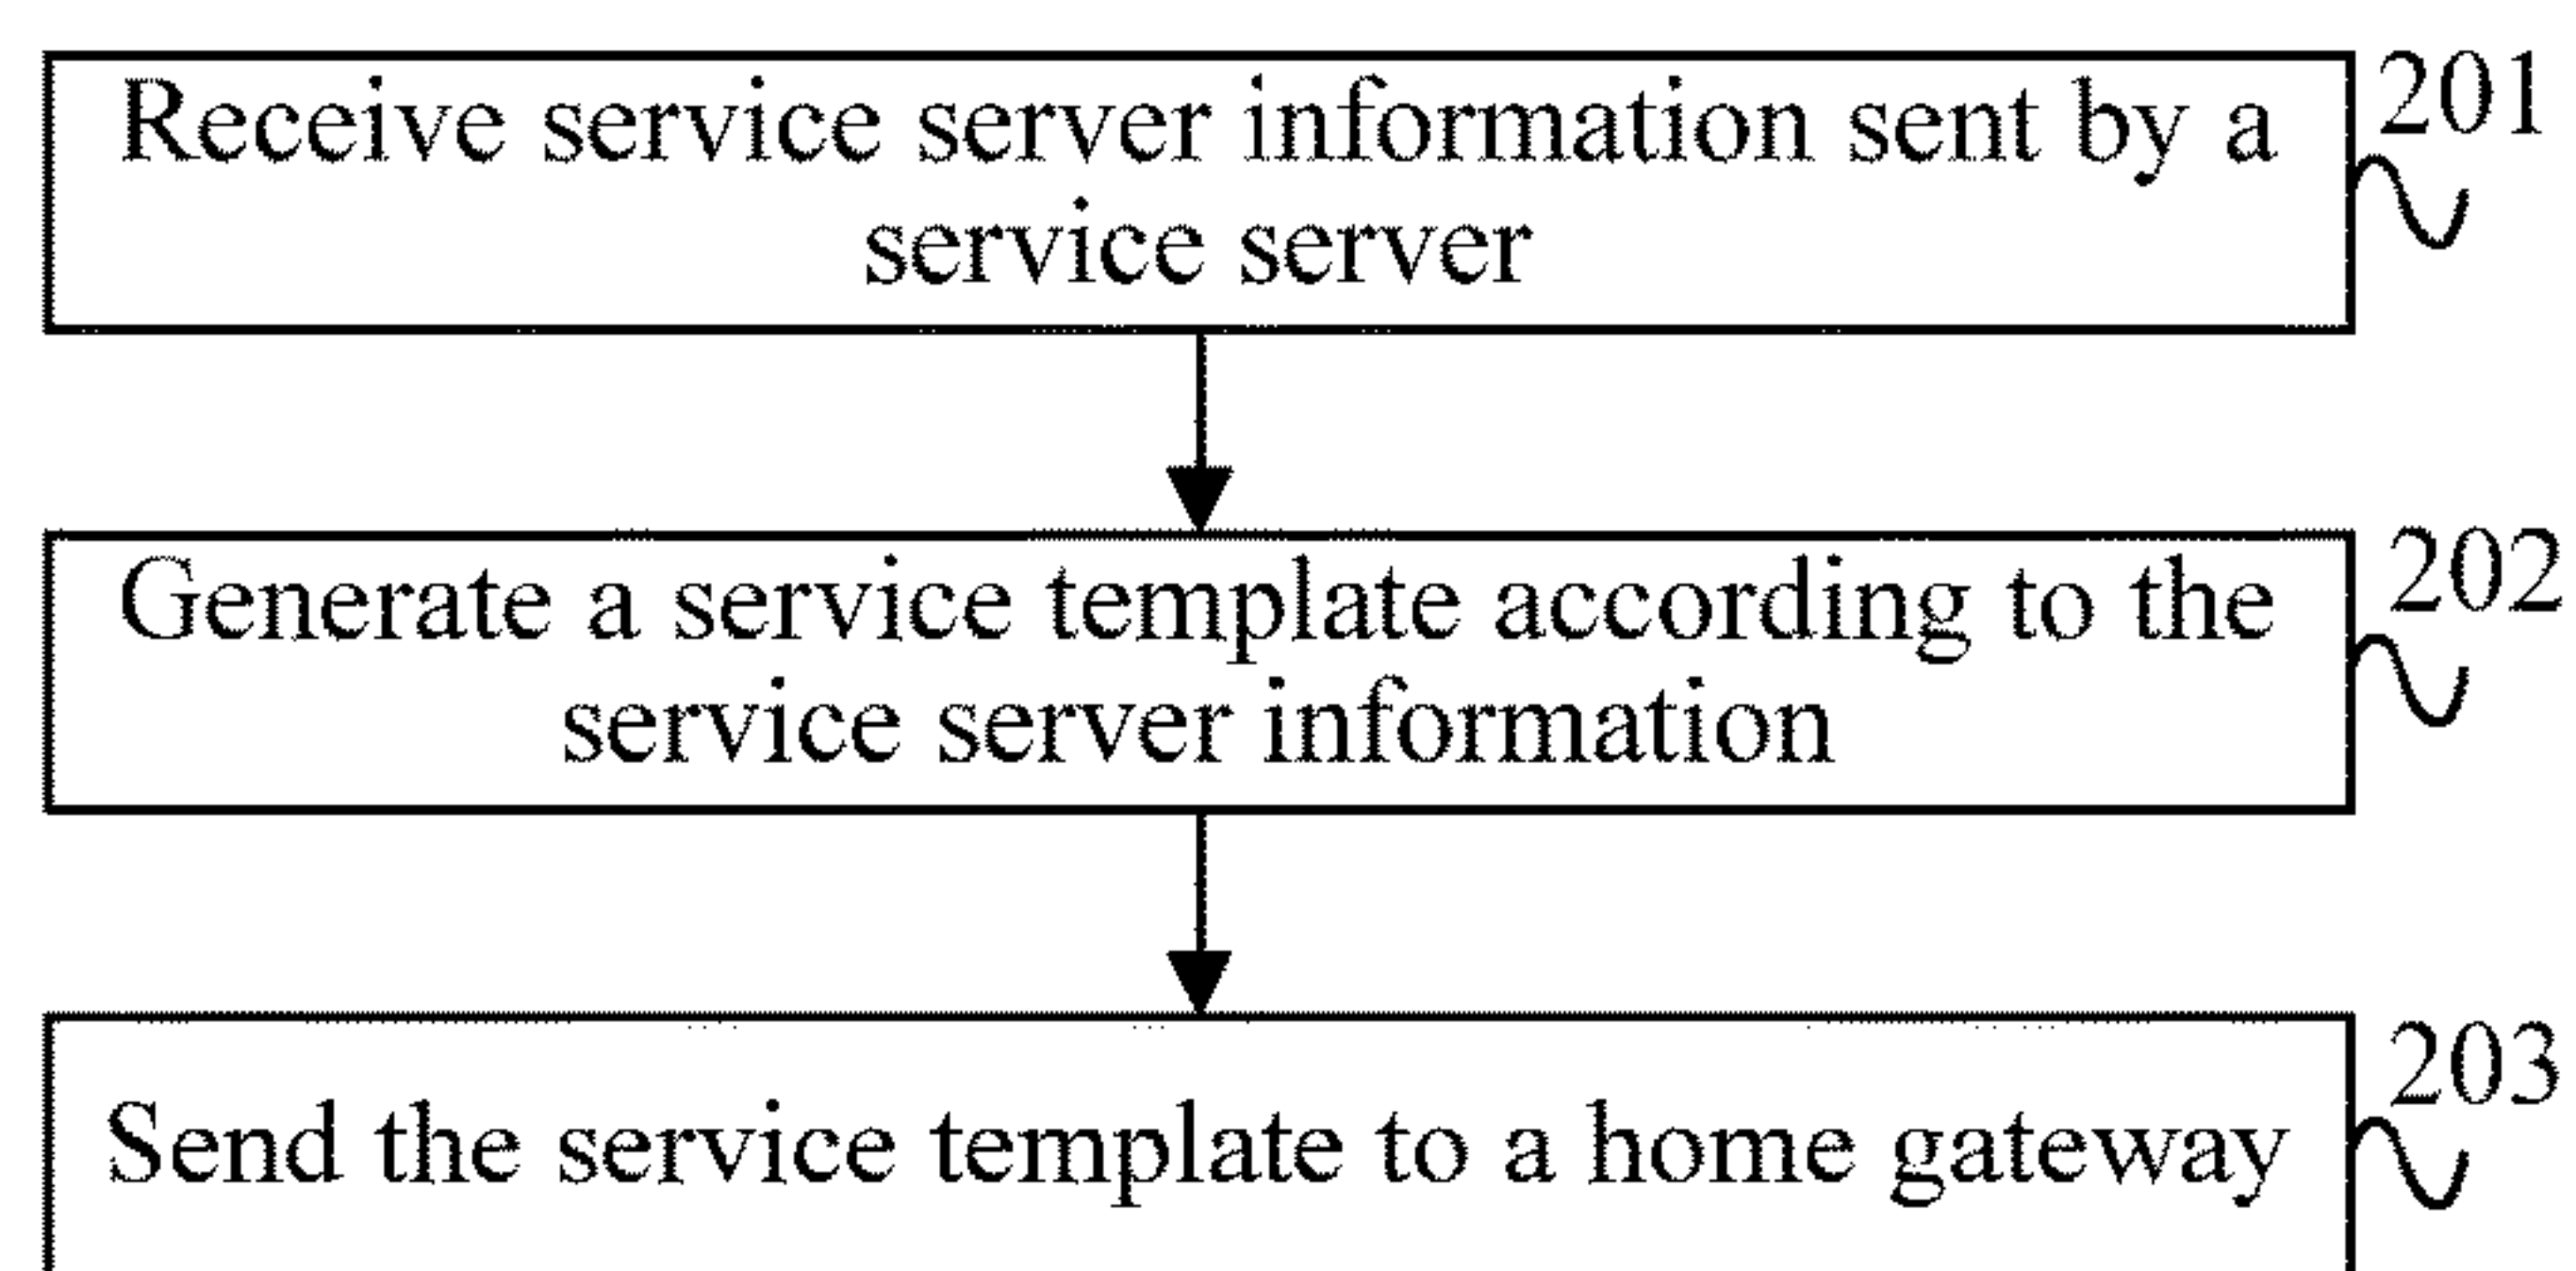 Receive service server information sent by a
service server
201
Generate a service template according to the
service server information
202
Send the service template to a home gateway
203